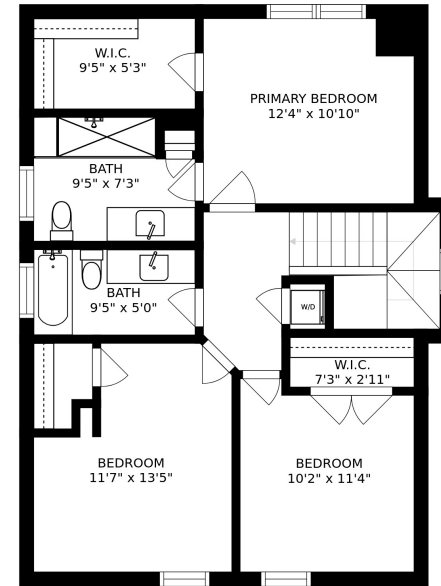 W.I.C.
9'5" x 5'3"
PRIMARY BEDROOM
12'4" x 10'10"
BATH
9'5" x 7'3"
BATH
9'5" x 5'0"
W/D
W.I.C.
7'3" x 2'11"
BEDROOM
11'7" x 13'5"
BEDROOM
10'2" x 11'4"